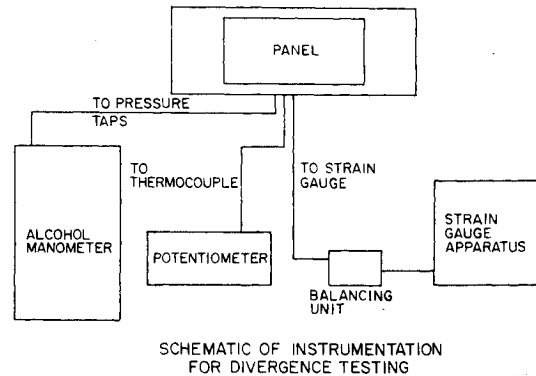 PANEL
TO PRESSURE
TAPS
TO
THERMOCOUPLE
TO STRAIN
GAUGE
ALCOHOL
MANOMETER
POTENTIOMETER
STRAIN
GAUGE
APPARATUS
BALANCING
UNIT
SCHEMATIC OF INSTRUMENTATION
FOR DIVERGENCE TESTING